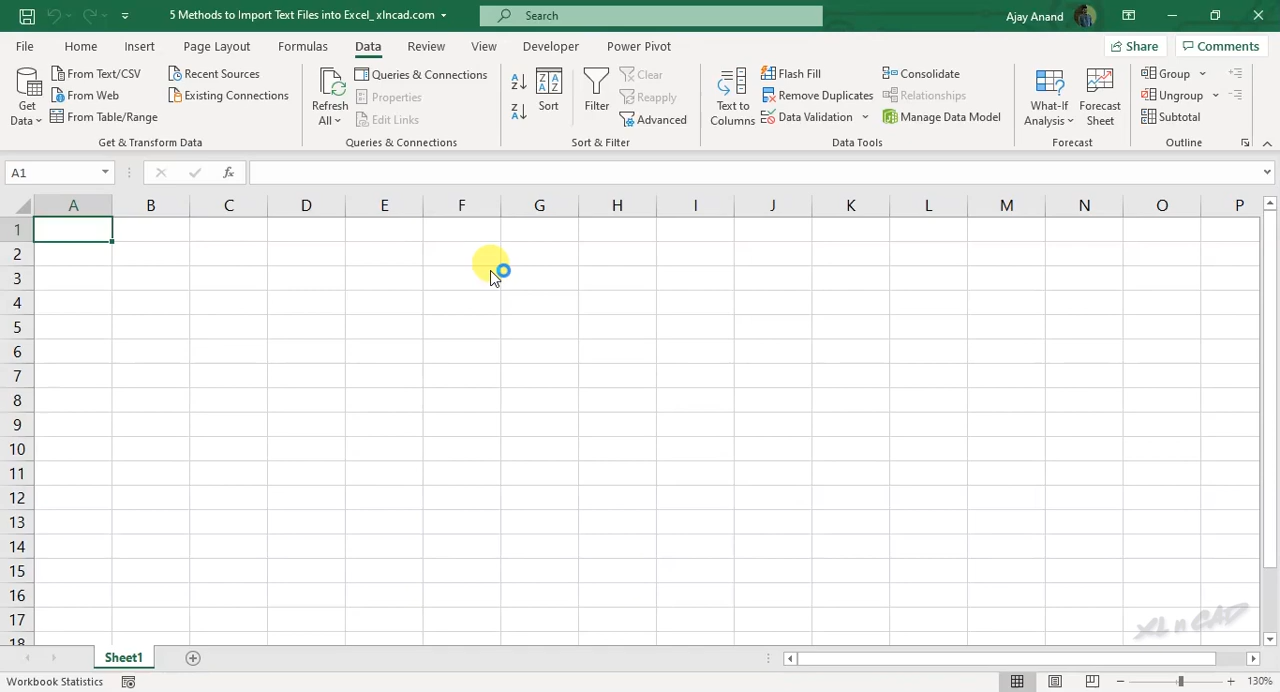 5 Methods to Import Text Files into Excel_ xlncad.com
Search
Ajay Anand
File Home Insert Page Layout Formulas Data Review View Developer Power Pivot Share Comments
Get Data
From Text/CSV
From Web
From Table/Range
Recent Sources
Existing Connections
Get & Transform Data
Refresh All
Queries & Connections
Properties
Edit Links
Queries & Connections
Sort
Filter
Clear
Reapply
Advanced
Sort & Filter
Text to Columns
Flash Fill
Remove Duplicates
Data Validation
Consolidate
Relationships
Manage Data Model
Data Tools
What-If Analysis
Forecast Sheet
Forecast
Group
Ungroup
Subtotal
Outline
A1 fx
A B C D E F G H I J K L M N O P
1
2
3
4
5
6
7
8
9
10
11
12
13
14
15
16
17
18
XL n CAD
Sheet1
Workbook Statistics
130%